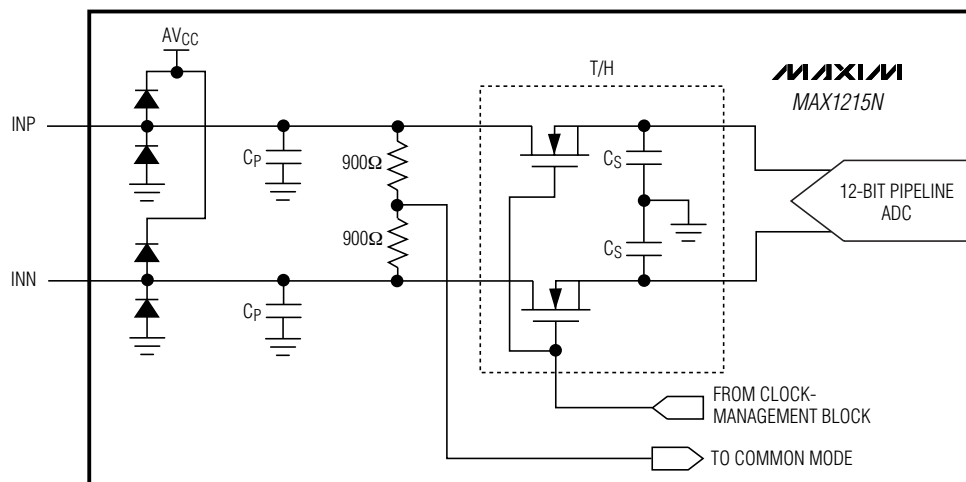 AVCC
T/H
MAXIM
MAX1215N
INP
CP
900Ω
CS
12-BIT PIPELINE
ADC
900Ω
CS
INN
CP
FROM CLOCK-
MANAGEMENT BLOCK
TO COMMON MODE